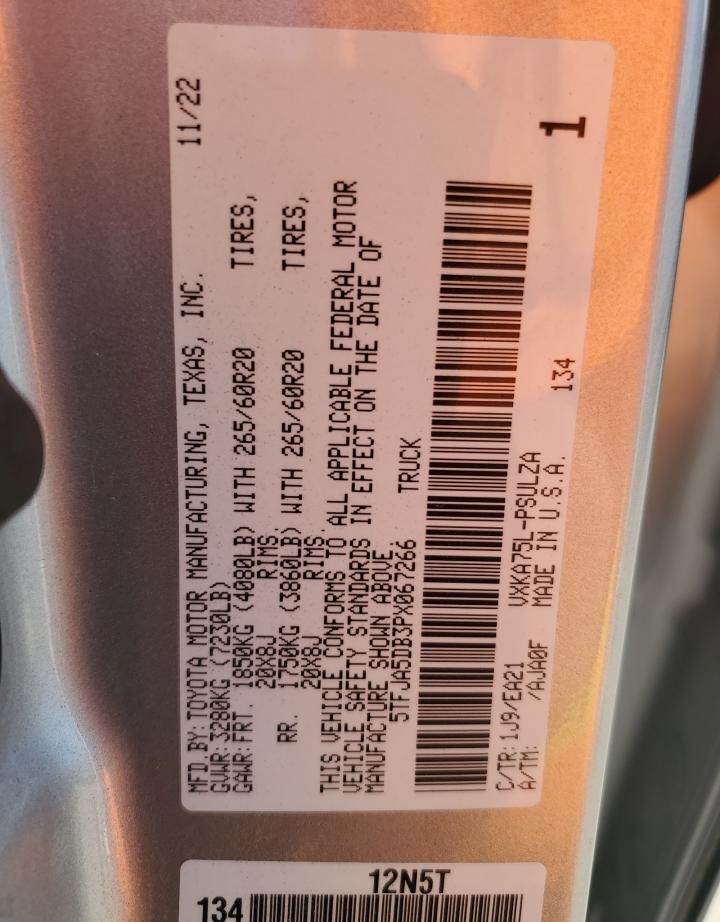 MFD.BY: TOYOTA MOTOR MANUFACTURING, TEXAS, INC. 11/22
GVWR: 3280KG (7230LB)
GAWR: FRT. 1850KG (4080LB) WITH 265/60R20 TIRES,
20X8J RIMS.
RR. 1750KG (3860LB) WITH 265/60R20 TIRES,
20X8J RIMS.
THIS VEHICLE CONFORMS TO ALL APPLICABLE FEDERAL MOTOR
VEHICLE SAFETY STANDARDS IN EFFECT ON THE DATE OF
MANUFACTURE SHOWN ABOVE
5TFJA5DB3PX067266 TRUCK
C/TR: 1J9/EA21 VXKA75L-PSULZA
A/TM: /AJA0F MADE IN U.S.A. 134
1
12N5T
134